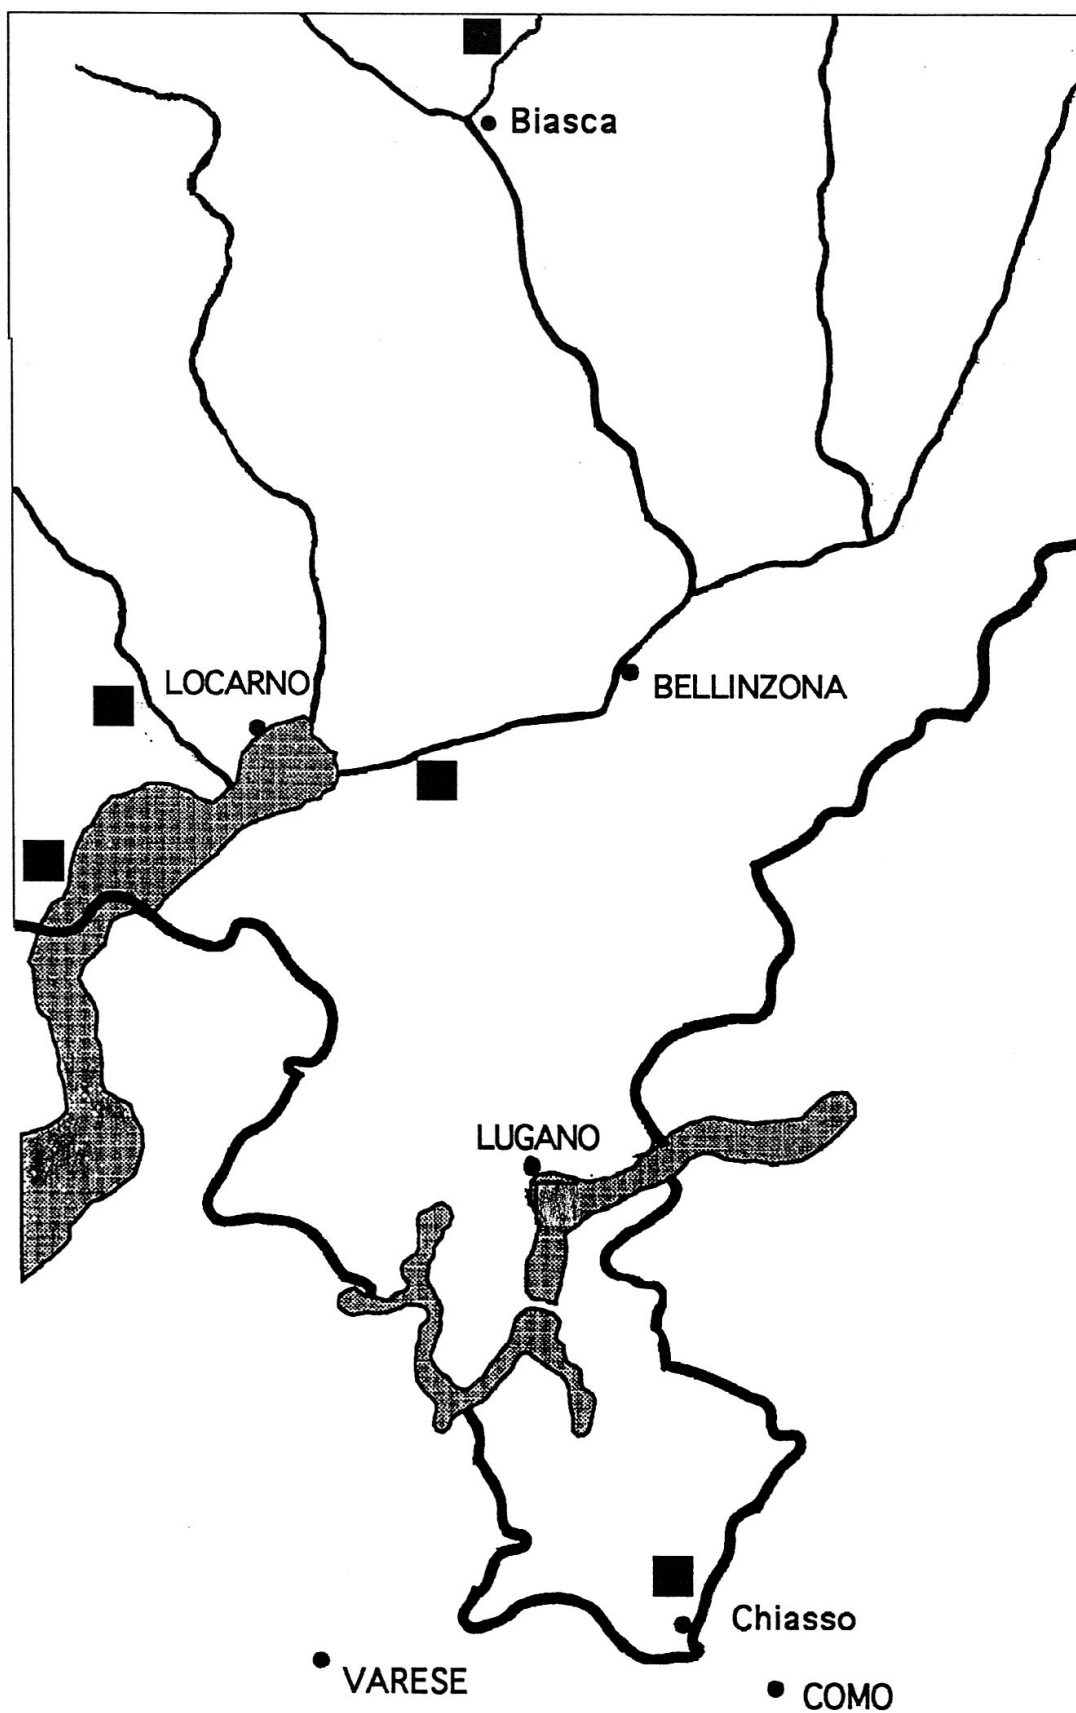 Biasca
LOCARNO
BELLINZONA
LUGANO
Chiasso
VARESE
COMO